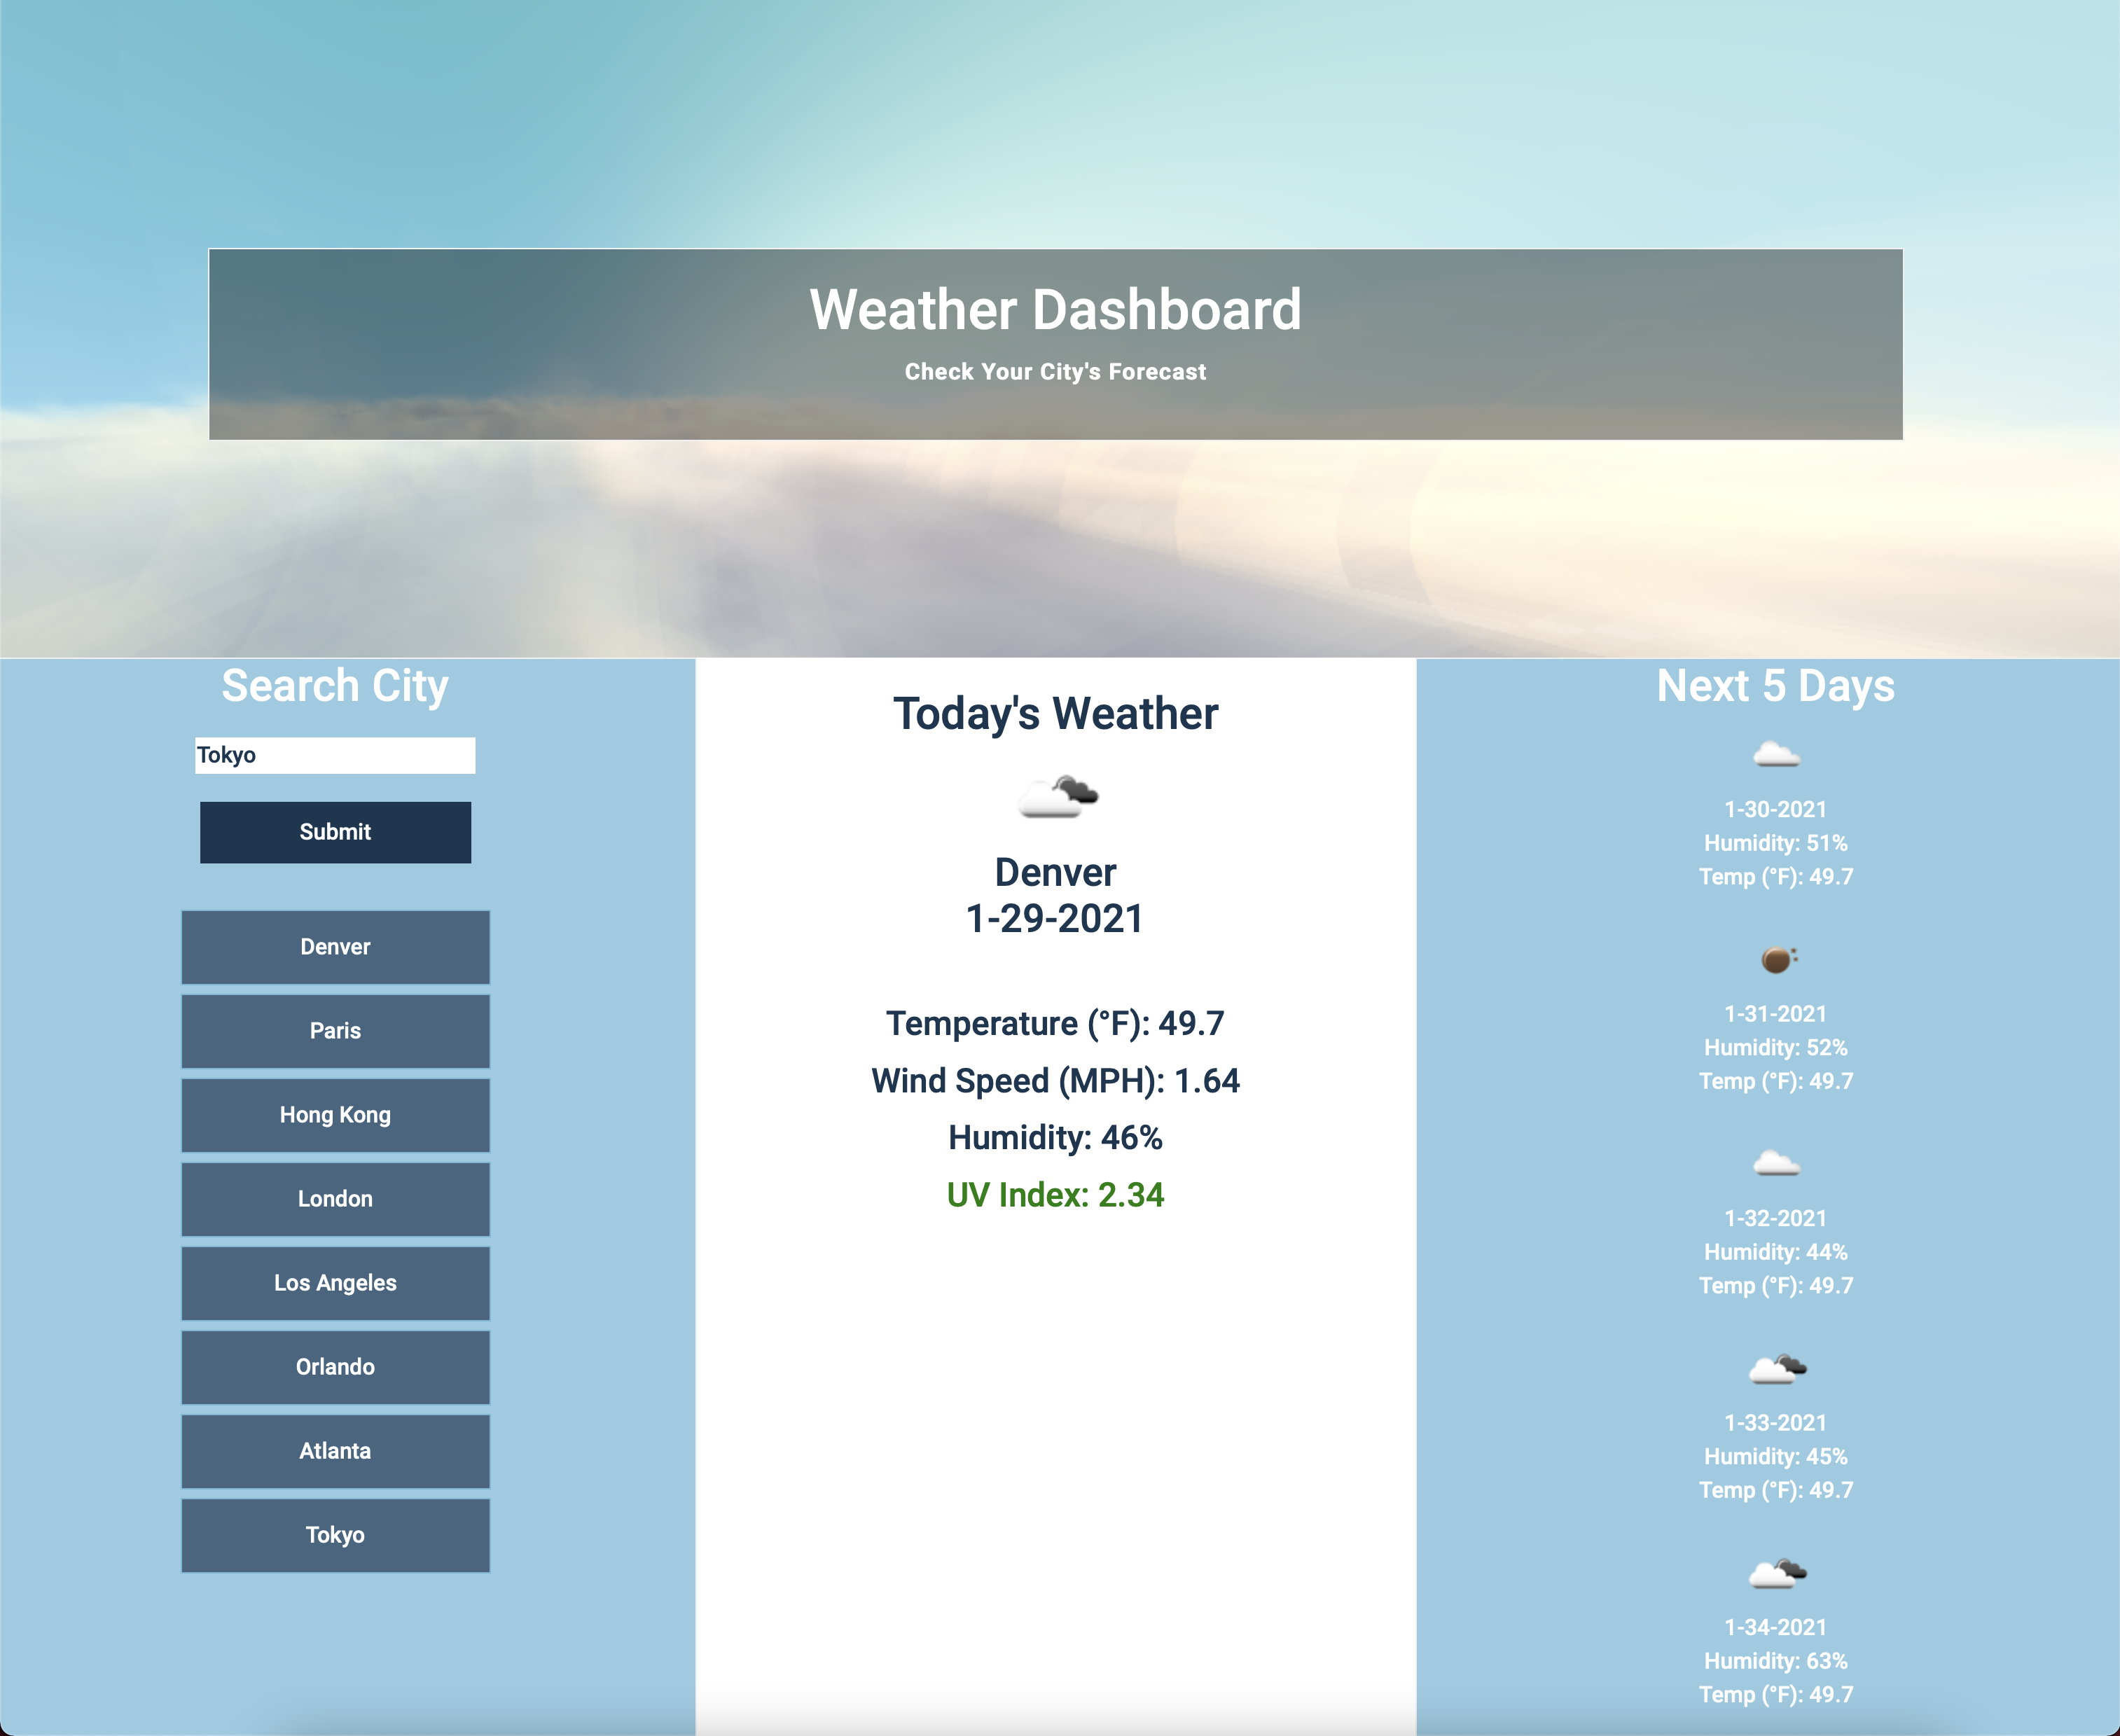 Weather Dashboard
Check Your City's Forecast
Search City
Tokyo
Submit
Denver
Paris
Hong Kong
London
Los Angeles
Orlando
Atlanta
Tokyo
Today's Weather
Denver
1-29-2021
Temperature (°F): 49.7
Wind Speed (MPH): 1.64
Humidity: 46%
UV Index: 2.34
Next 5 Days
1-30-2021
Humidity: 51%
Temp (°F): 49.7
1-31-2021
Humidity: 52%
Temp (°F): 49.7
1-32-2021
Humidity: 44%
Temp (°F): 49.7
1-33-2021
Humidity: 45%
Temp (°F): 49.7
1-34-2021
Humidity: 63%
Temp (°F): 49.7